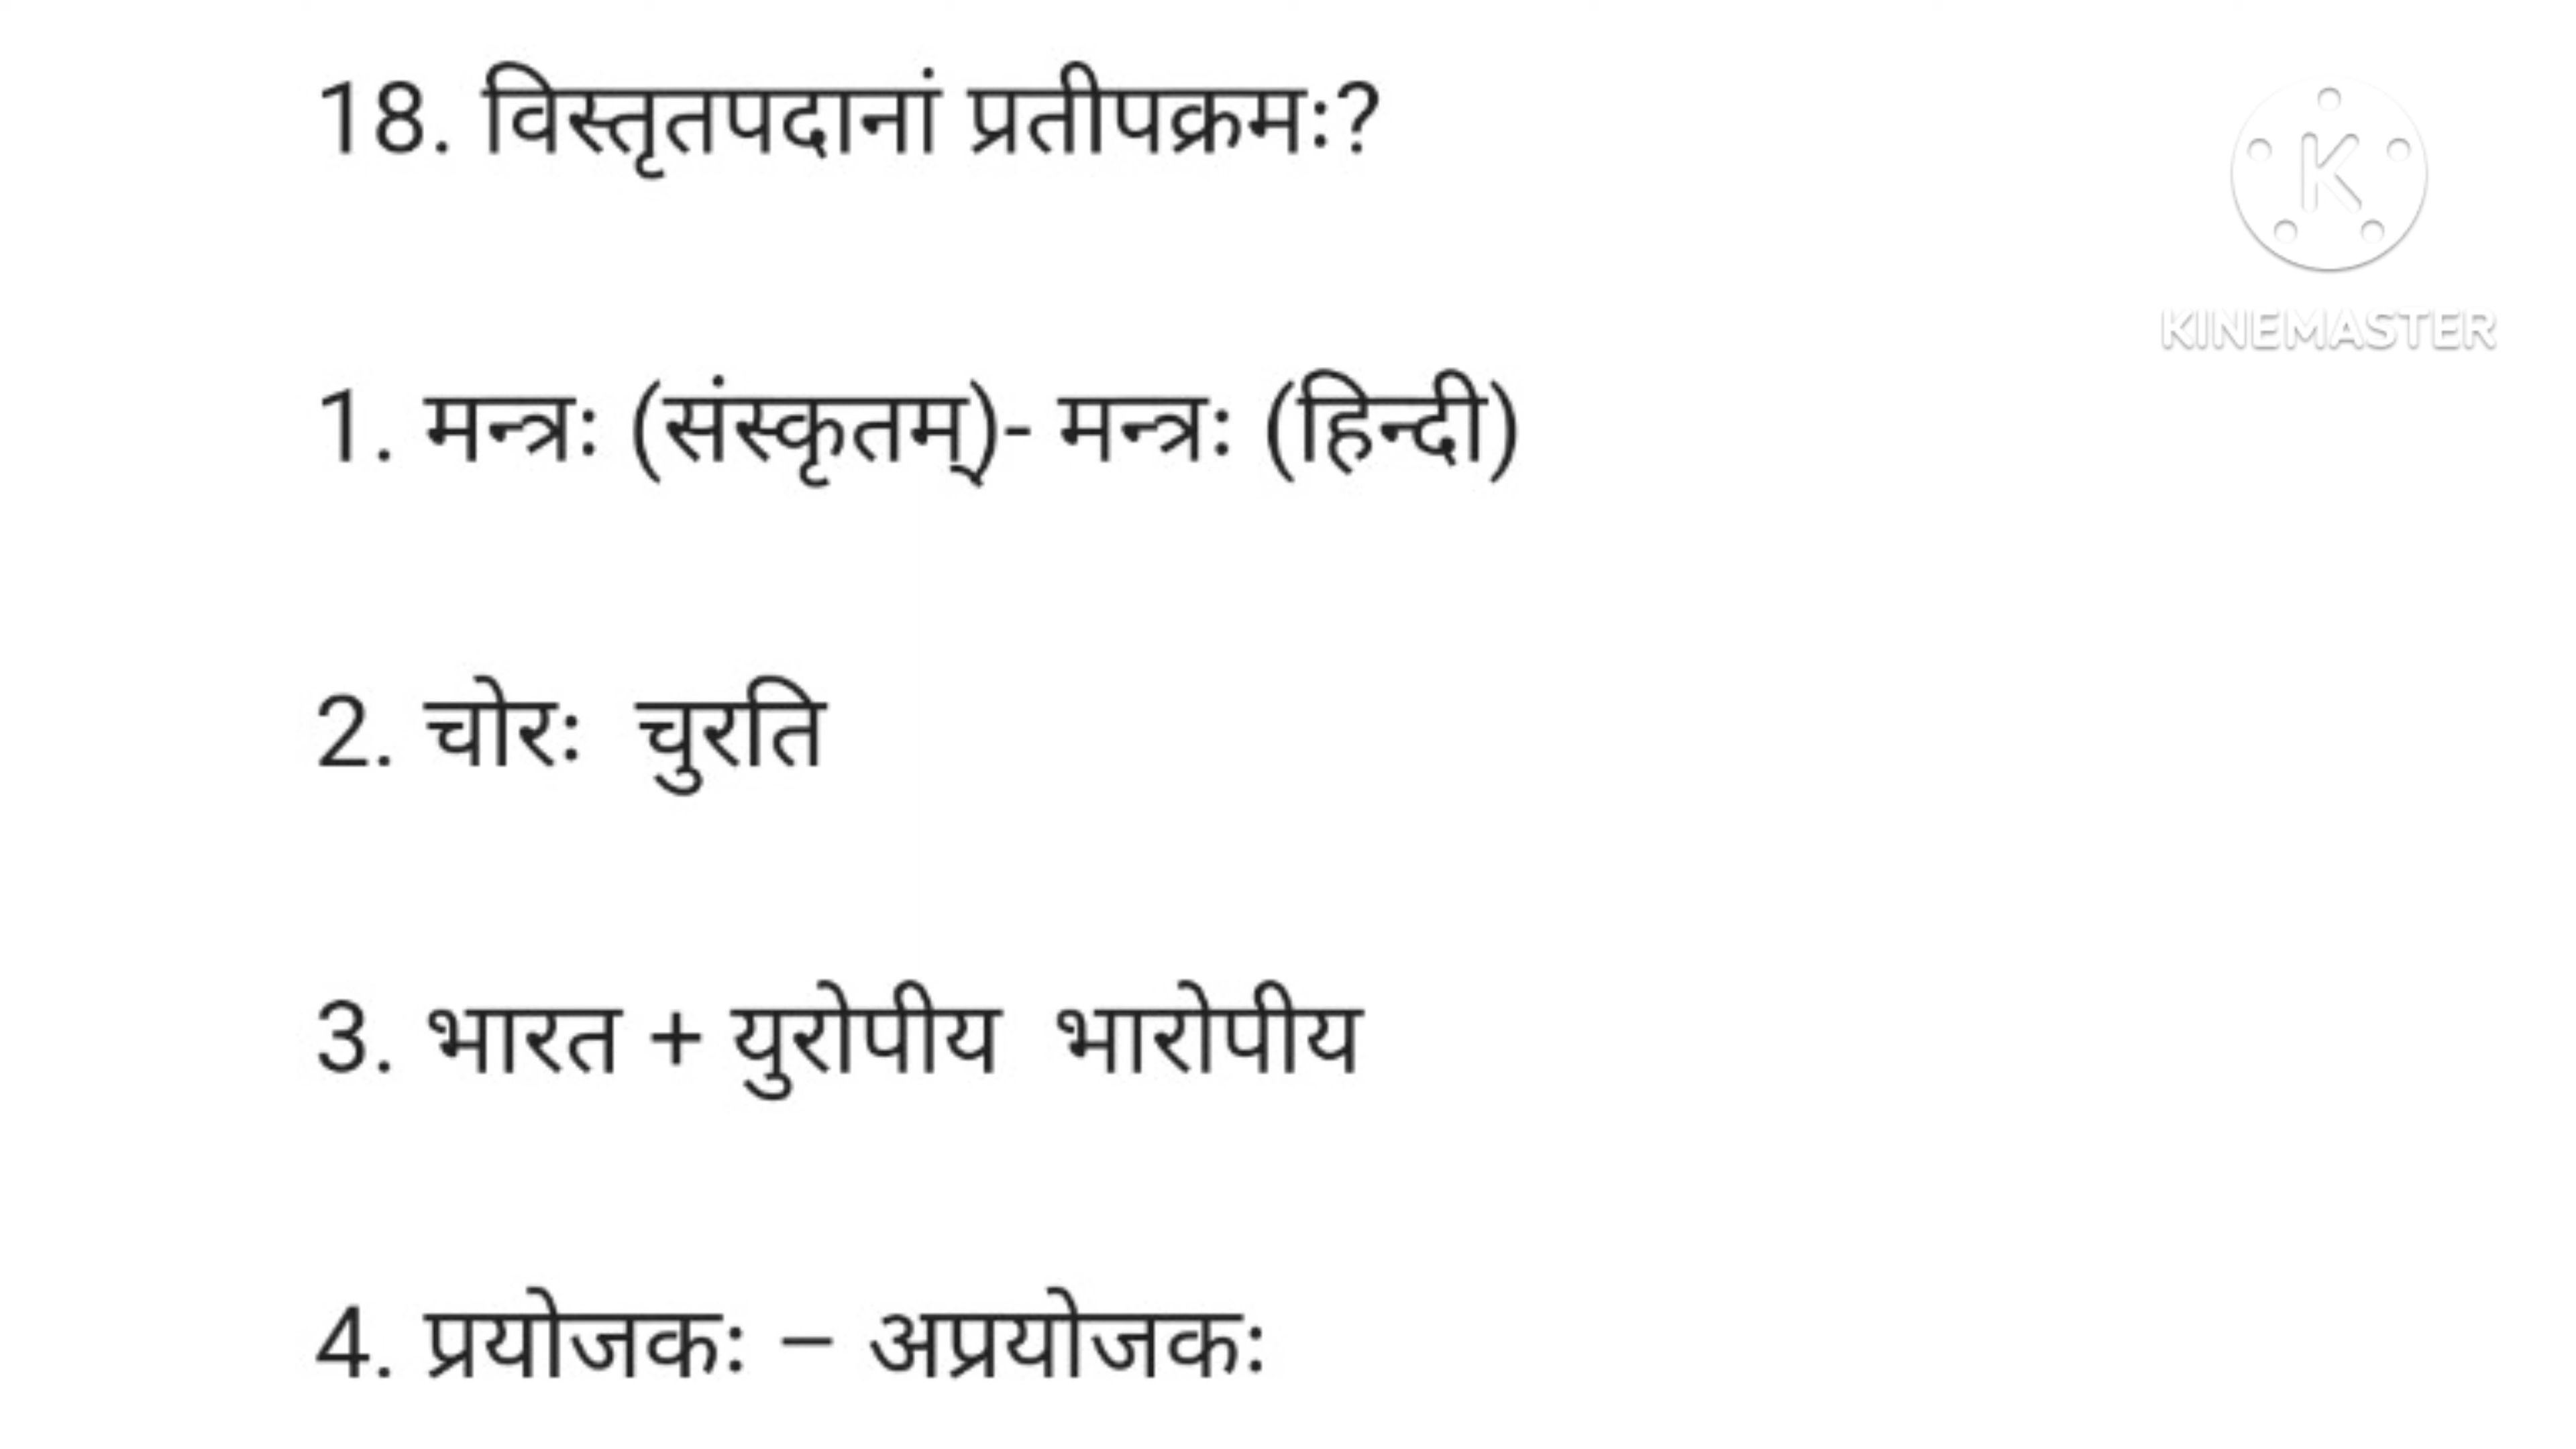 18. विस्तृतपदानां प्रतीपक्रमः?
KINEMASTER
1. मन्त्रः (संस्कृतम्)- मन्त्रः (हिन्दी)
2. चोरः चुरति
3. भारत + युरोपीय भारोपीय
4. प्रयोजकः – अप्रयोजकः